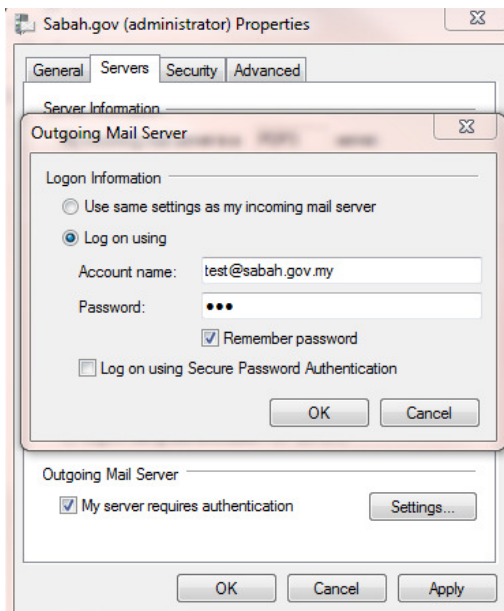 Sabah.gov (administrator) Properties
General Servers Security Advanced
Server Information
Outgoing Mail Server
Logon Information
Use same settings as my incoming mail server
Log on using
Account name: test@sabah.gov.my
Password: ●●●
Remember password
Log on using Secure Password Authentication
OK Cancel
Outgoing Mail Server
My server requires authentication Settings...
OK Cancel Apply